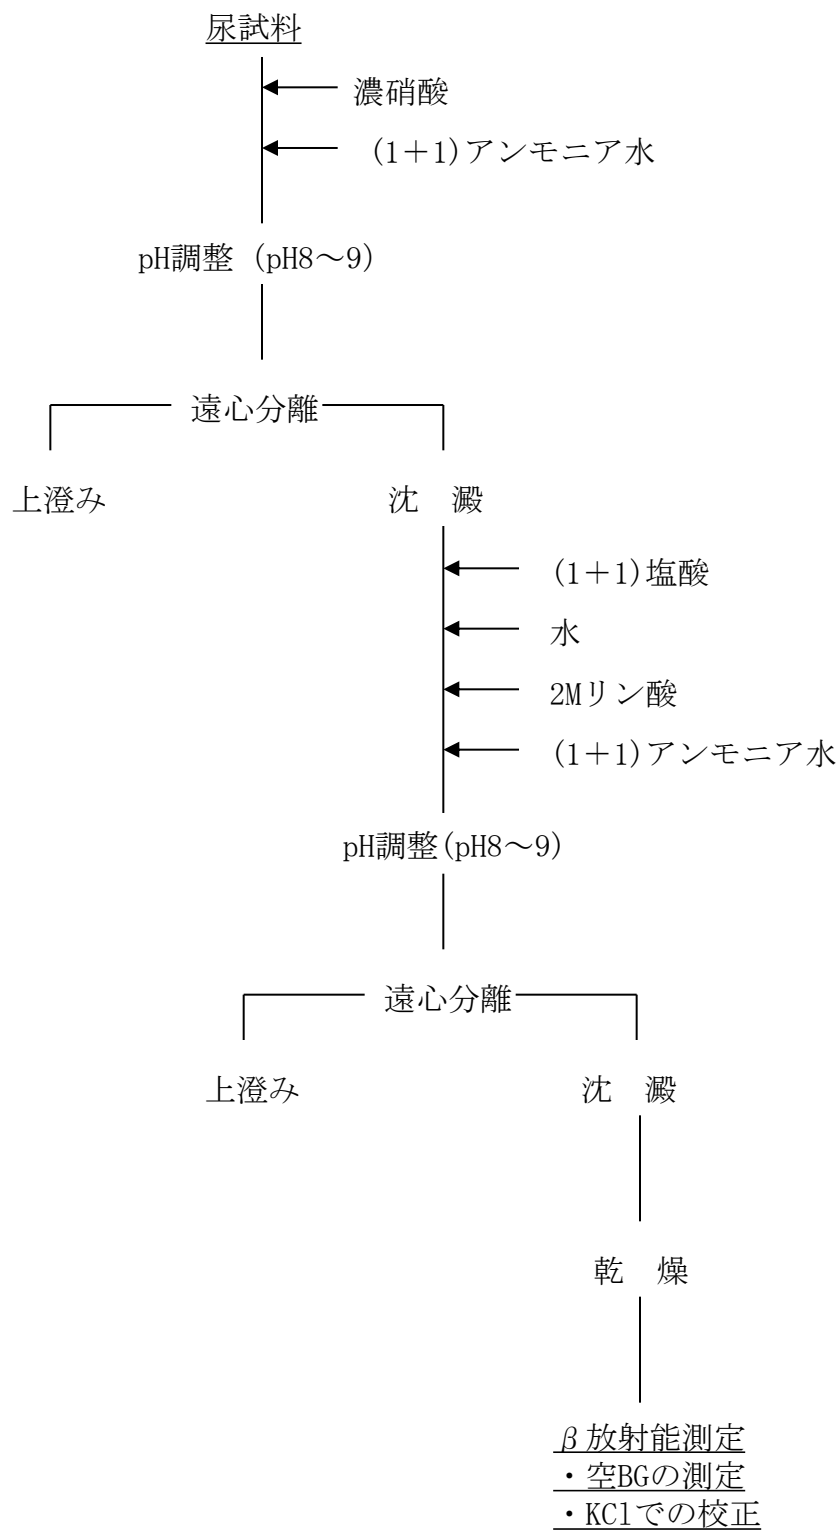 尿試料
濃硝酸
(1＋1)アンモニア水
pH調整 (pH8～9)
遠心分離
上澄み
沈　澱
(1＋1)塩酸
水
2Mリン酸
(1＋1)アンモニア水
pH調整(pH8～9)
遠心分離
上澄み
沈　澱
乾　燥
β放射能測定
・空BGの測定
・KClでの校正